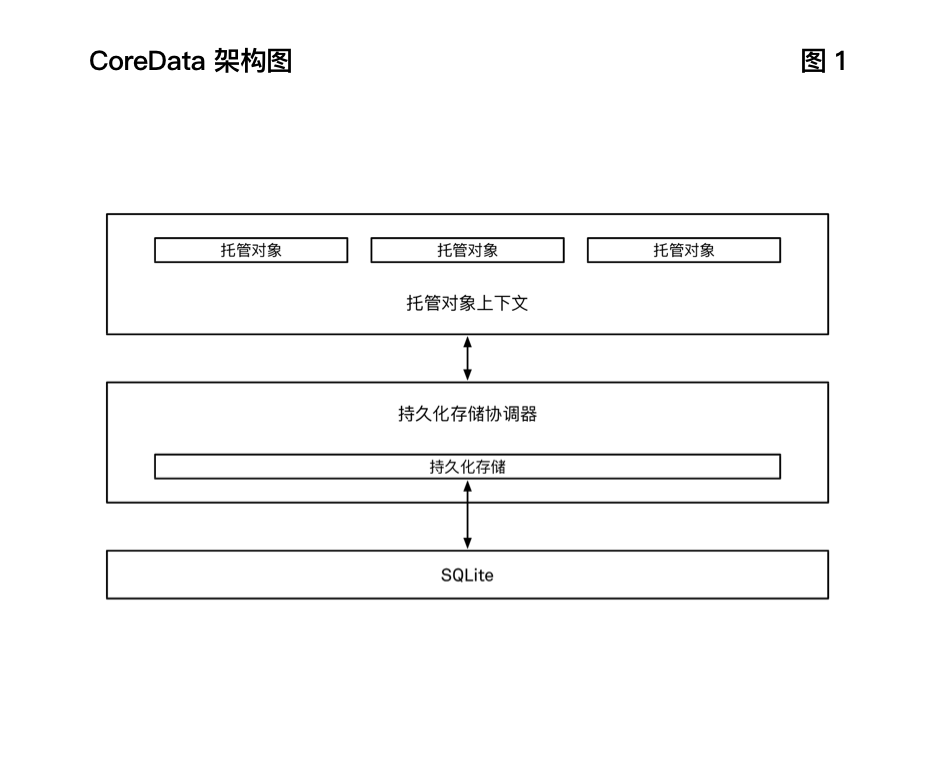 CoreData 架构图
图 1
托管对象
托管对象
托管对象
托管对象上下文
持久化存储协调器
持久化存储
SQLite